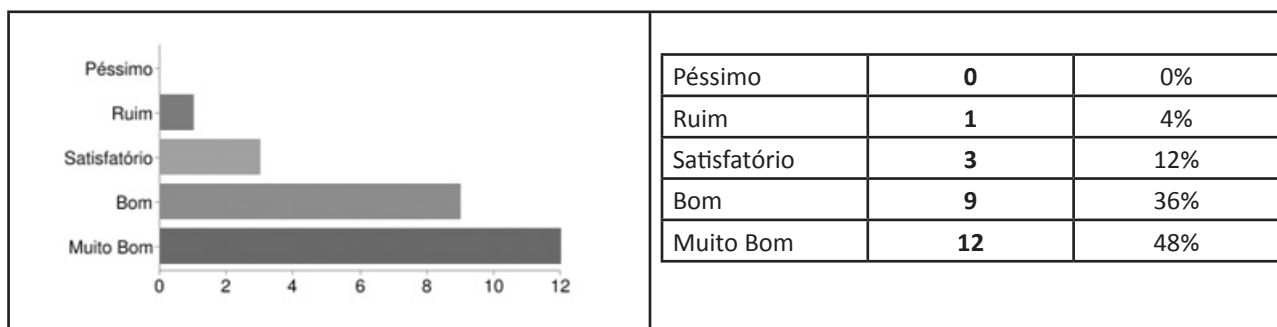 Péssimo
Ruim
Satisfatório
Bom
Muito Bom
0 2 4 6 8 10 12
Péssimo 0 0%
Ruim 1 4%
Satisfatório 3 12%
Bom 9 36%
Muito Bom 12 48%